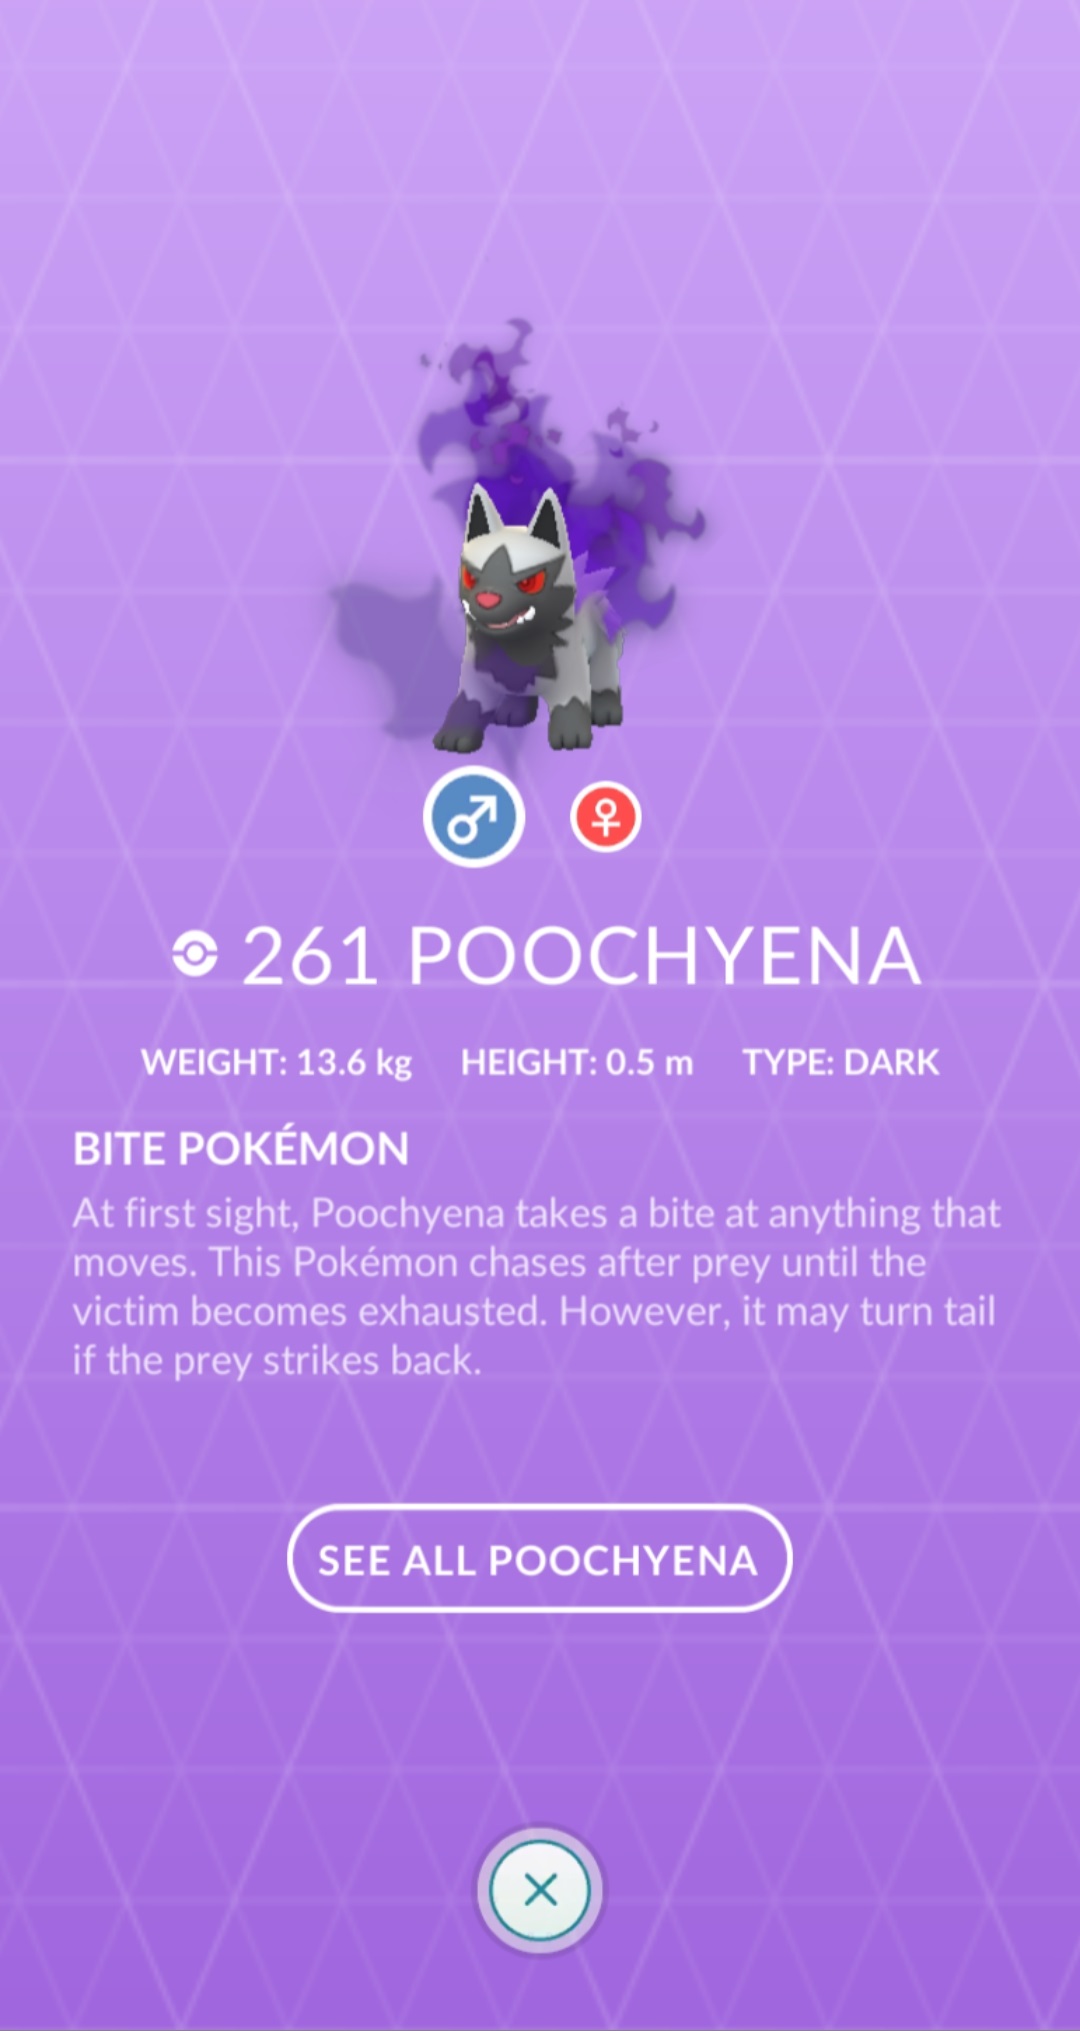 261 POOCHYENA
WEIGHT: 13.6 kg HEIGHT: 0.5 m TYPE: DARK
BITE POKÉMON
At first sight, Poochyena takes a bite at anything that
moves. This Pokémon chases after prey until the
victim becomes exhausted. However, it may turn tail
if the prey strikes back.
SEE ALL POOCHYENA